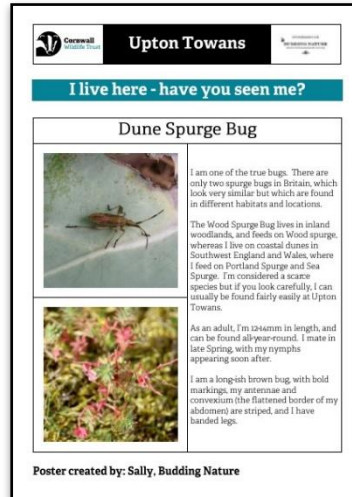 Cornwall
Wildlife Trust
Upton Towans
BUDDING NATURE
I live here - have you seen me?
Dune Spurge Bug
I am one of the true bugs. There are
only two spurge bugs in Britain, which
look very similar but which are found
in different habitats and locations.
The Wood Spurge Bug lives in inland
woodlands, and feeds on Wood spurge,
whereas I live on coastal dunes in
Southwest England and Wales, where
I feed on Portland Spurge and Sea
Spurge. I'm considered a scarce
species but if you look carefully, I can
usually be found fairly easily at Upton
Towans.
As an adult, I'm 12-14mm in length, and
can be found all-year-round. I mate in
late Spring, with my nymphs
appearing soon after.
I am a long-ish brown bug, with bold
markings, my antennae and
convexium (the flattened border of my
abdomen) are striped, and I have
banded legs.
Poster created by: Sally, Budding Nature